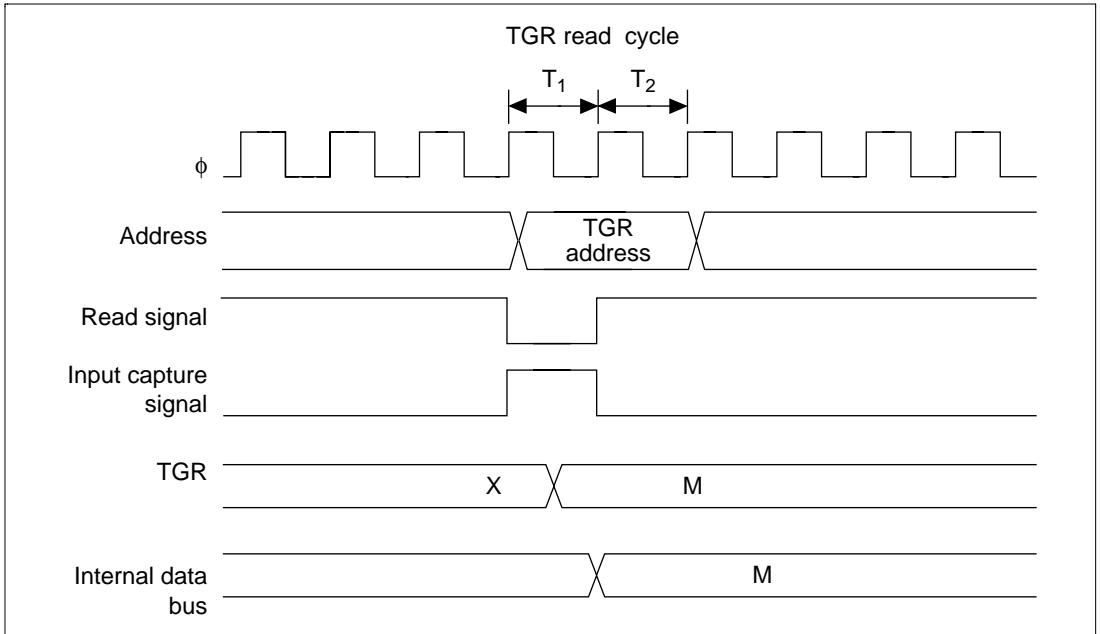 TGR read cycle
T1 T2
ϕ
Address
TGR
address
Read signal
Input capture
signal
TGR
X M
Internal data
bus
M